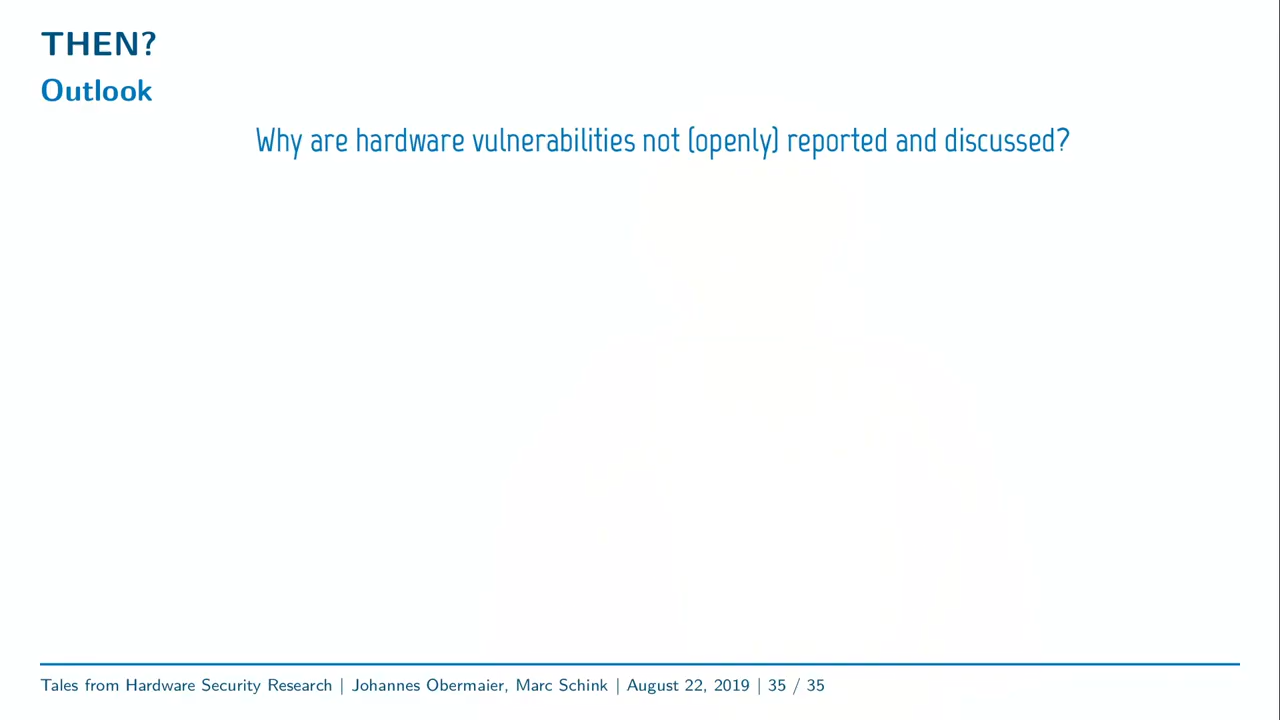 THEN?
Outlook
Why are hardware vulnerabilities not (openly) reported and discussed?
Tales from Hardware Security Research | Johannes Obermaier, Marc Schink | August 22, 2019 | 35 / 35